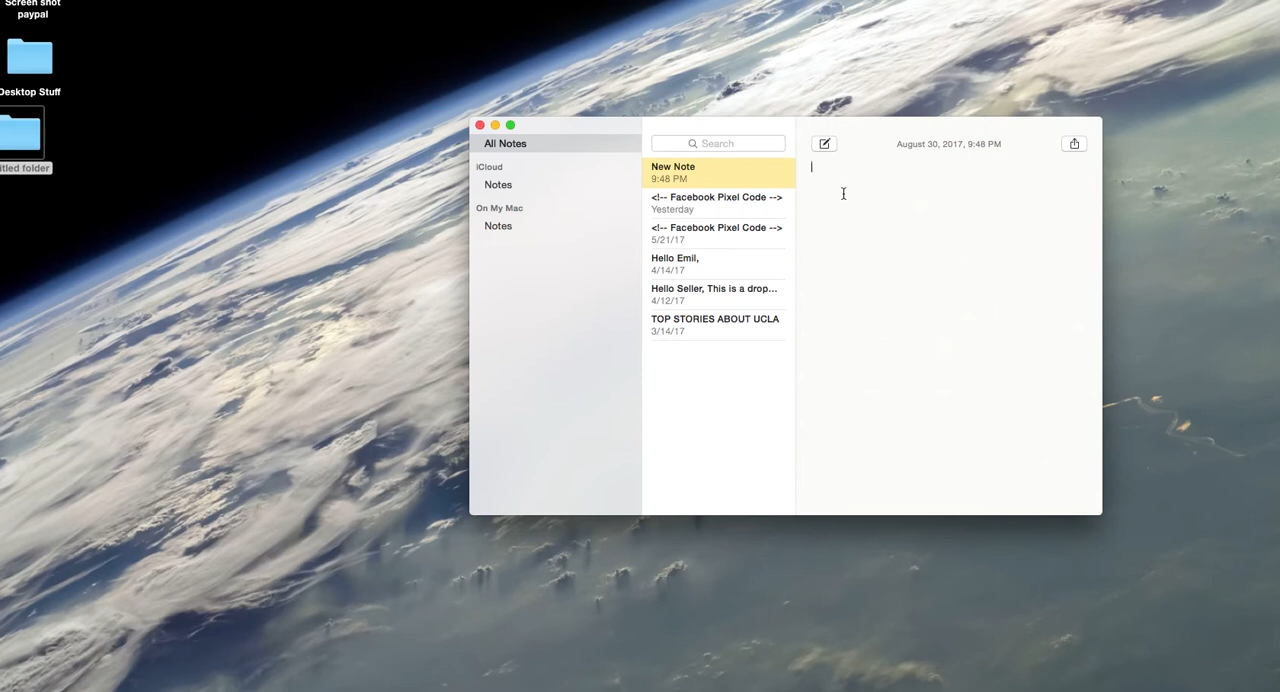 Screen shot
paypal
Desktop Stuff
titled folder
All Notes
iCloud
Notes
On My Mac
Notes
Search
New Note
9:48 PM
<!-- Facebook Pixel Code -->
Yesterday
<!-- Facebook Pixel Code -->
5/21/17
Hello Emil,
4/14/17
Hello Seller, This is a drop...
4/12/17
TOP STORIES ABOUT UCLA
3/14/17
August 30, 2017, 9:48 PM